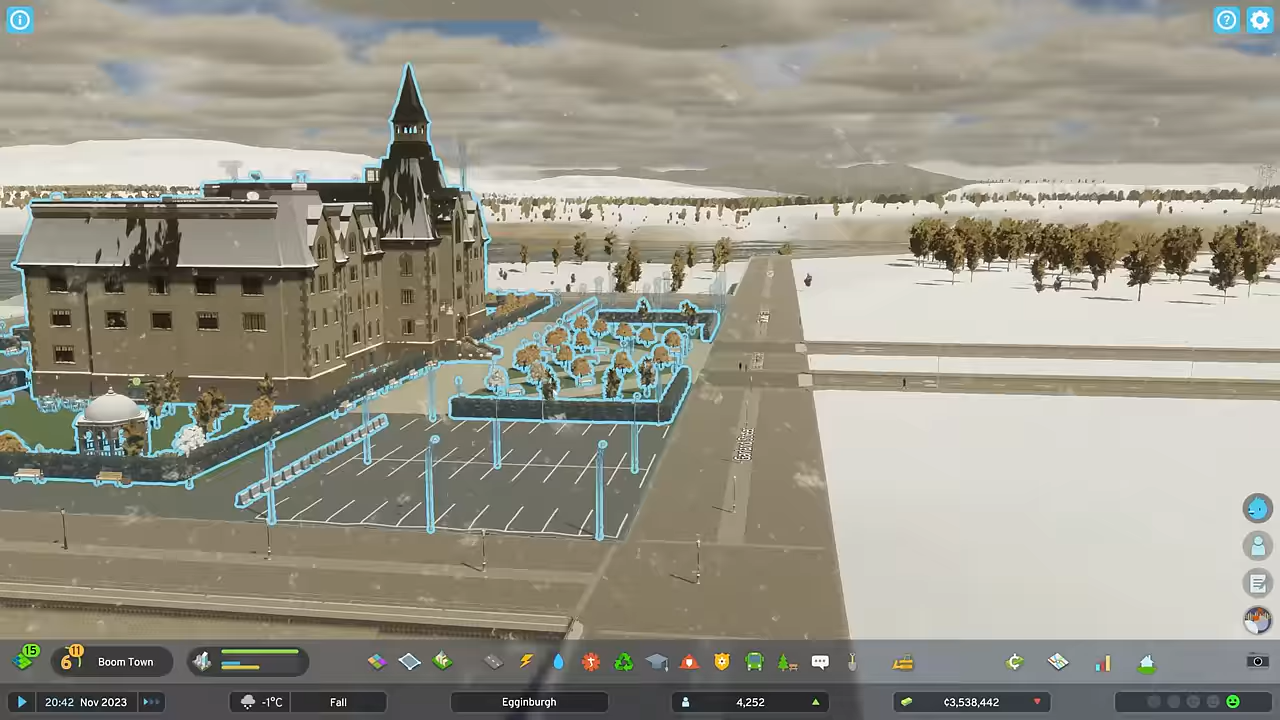 15
6
11
Boom Town
20:42 Nov 2023
-1°C
Fall
Egginburgh
4,252
¢3,538,442